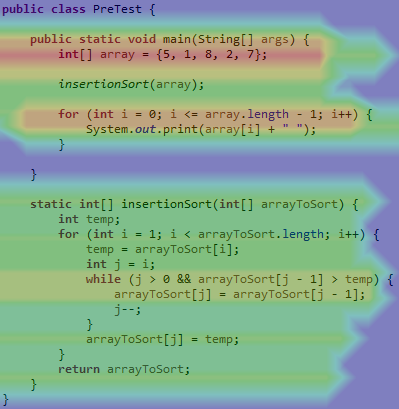 public class PreTest {
public static void main(String[] args) {
int[] array = {5, 1, 8, 2, 7};
insertionSort(array);
for (int i = 0; i <= array.length - 1; i++) {
System.out.print(array[i] + " ");
}
}
static int[] insertionSort(int[] arrayToSort) {
int temp;
for (int i = 1; i < arrayToSort.length; i++) {
temp = arrayToSort[i];
int j = i;
while (j > 0 && arrayToSort[j - 1] > temp) {
arrayToSort[j] = arrayToSort[j - 1];
j--;
}
arrayToSort[j] = temp;
}
return arrayToSort;
}
}